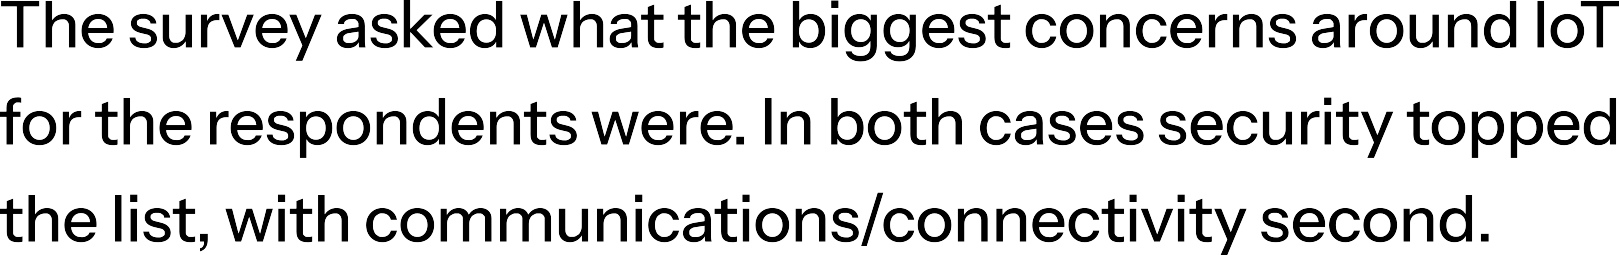 The survey asked what the biggest concerns around IoT
for the respondents were. In both cases security topped
the list, with communications/connectivity second.